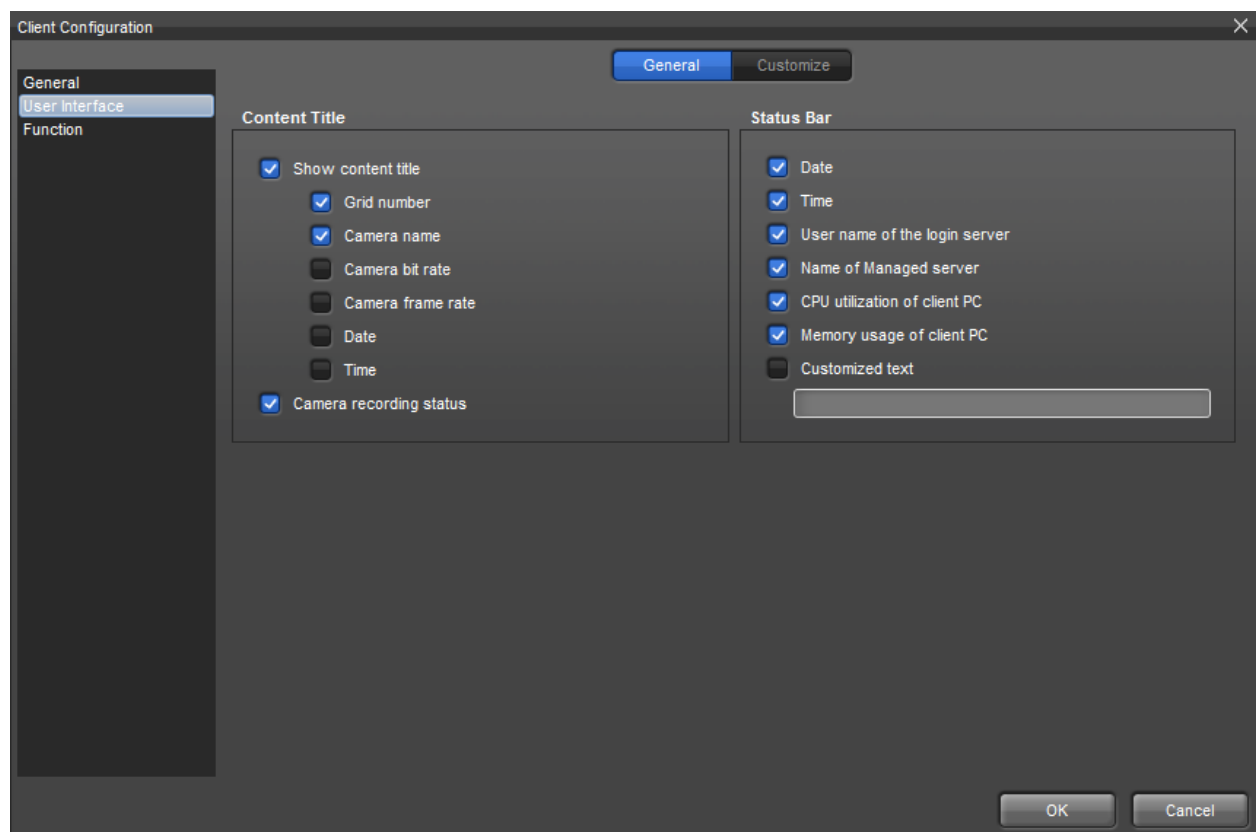 Client Configuration
General
Customize
General
User Interface
Function
Content Title
Show content title
Grid number
Camera name
Camera bit rate
Camera frame rate
Date
Time
Camera recording status
Status Bar
Date
Time
User name of the login server
Name of Managed server
CPU utilization of client PC
Memory usage of client PC
Customized text
OK
Cancel